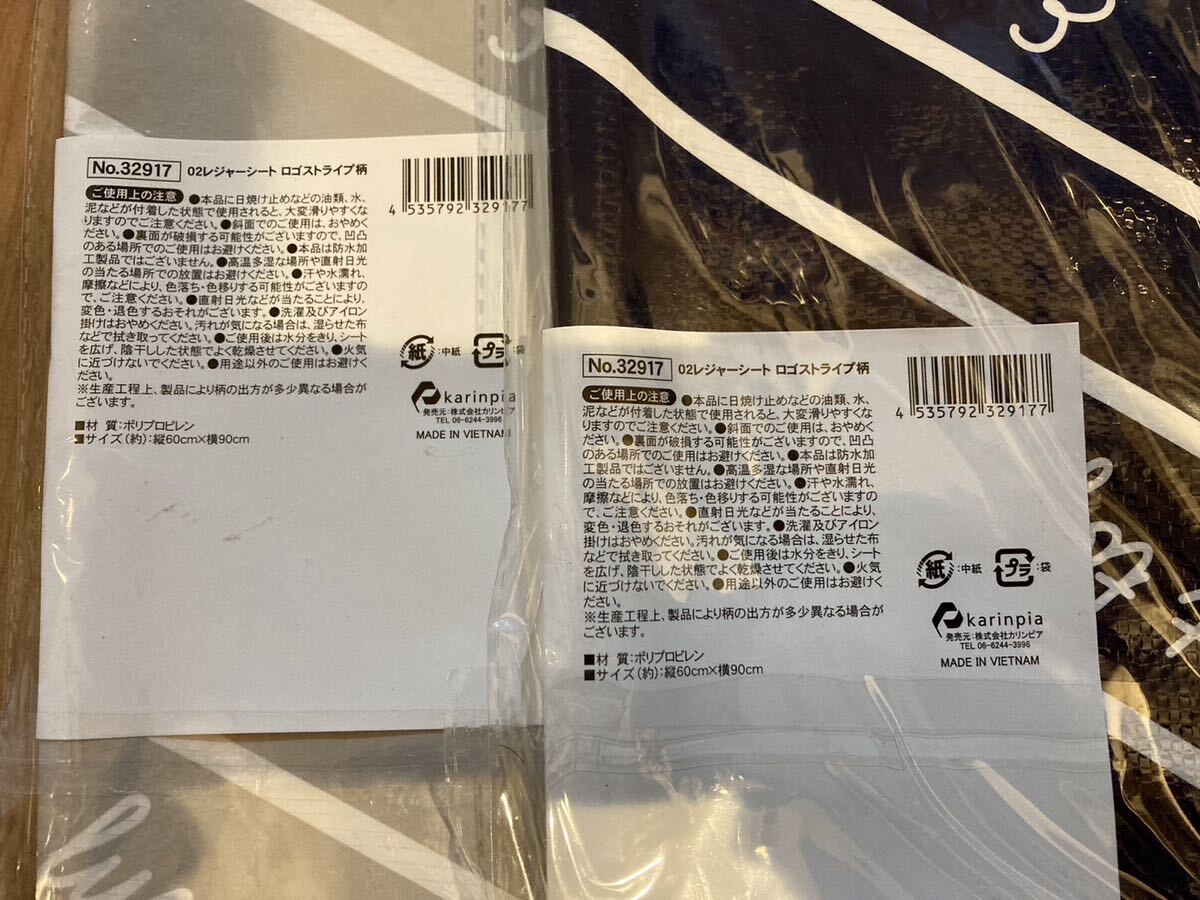 No.32917 02レジャーシート ロゴストライプ柄
ご使用上の注意 ●本品に日焼け止めなどの油類、水、
泥などが付着した状態で使用されると、大変滑りやすくな
りますのでご注意ください。●斜面でのご使用は、おやめ
ください。●裏面が破損する可能性がございますので、凹凸
のある場所でのご使用はお避けください。●本品は防水加
工製品ではございません。●高温多湿な場所や直射日光
の当たる場所での放置はお避けください。●汗や水濡れ、
摩擦などにより、色落ち・色移りする可能性がございますの
で、ご注意ください。●直射日光などが当たることにより、
変色・退色するおそれがございます。●洗濯及びアイロン
掛けはおやめください。汚れが気になる場合は、湿らせた布
などで拭き取ってください。●ご使用後は水分をきり、シート
を広げ、陰干しした状態でよく乾燥させてください。●火気
に近づけないでください。●用途以外のご使用はお避けく
ださい。
※生産工程上、製品により柄の出方が多少異なる場合が
ございます。
■材 質:ポリプロピレン
■サイズ(約):縦60cm×横90cm
4 535792 329177
紙:中紙 プラ:袋
karinpia
発売元:株式会社カリンピア
TEL 06-6244-3996
MADE IN VIETNAM
No.32917 02レジャーシート ロゴストライプ柄
ご使用上の注意 ●本品に日焼け止めなどの油類、水、
泥などが付着した状態で使用されると、大変滑りやすくな
りますのでご注意ください。●斜面でのご使用は、おやめ
ください。●裏面が破損する可能性がございますので、凹凸
のある場所でのご使用はお避けください。●本品は防水加
工製品ではございません。●高温多湿な場所や直射日光
の当たる場所での放置はお避けください。●汗や水濡れ、
摩擦などにより、色落ち・色移りする可能性がございますの
で、ご注意ください。●直射日光などが当たることにより、
変色・退色するおそれがございます。●洗濯及びアイロン
掛けはおやめください。汚れが気になる場合は、湿らせた布
などで拭き取ってください。●ご使用後は水分をきり、シート
を広げ、陰干しした状態でよく乾燥させてください。●火気
に近づけないでください。●用途以外のご使用はお避けく
ださい。
※生産工程上、製品により柄の出方が多少異なる場合が
ございます。
■材 質:ポリプロピレン
■サイズ(約):縦60cm×横90cm
4 535792 329177
紙:中紙 プラ:袋
karinpia
発売元:株式会社カリンピア
TEL 06-6244-3996
MADE IN VIETNAM